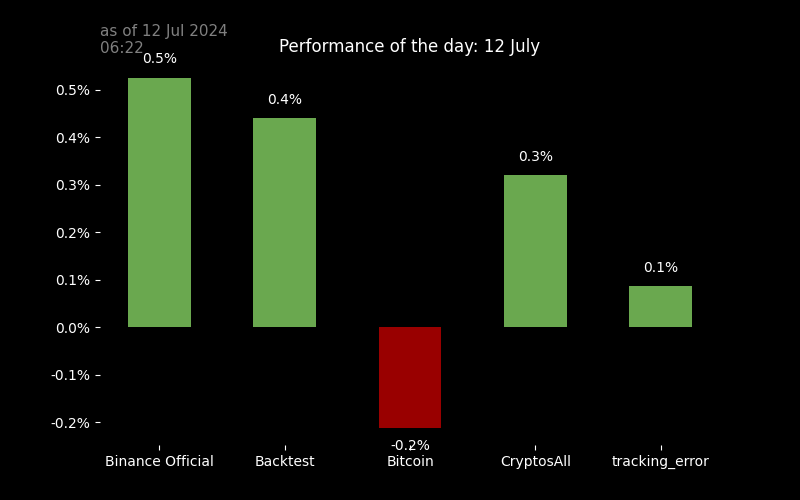 as of 12 Jul 2024
06:22
Performance of the day: 12 July
0.5%
0.4%
0.3%
0.1%
-0.2%
0.5%
0.4%
0.3%
0.2%
0.1%
0.0%
-0.1%
-0.2%
Binance Official
Backtest
Bitcoin
CryptosAll
tracking_error